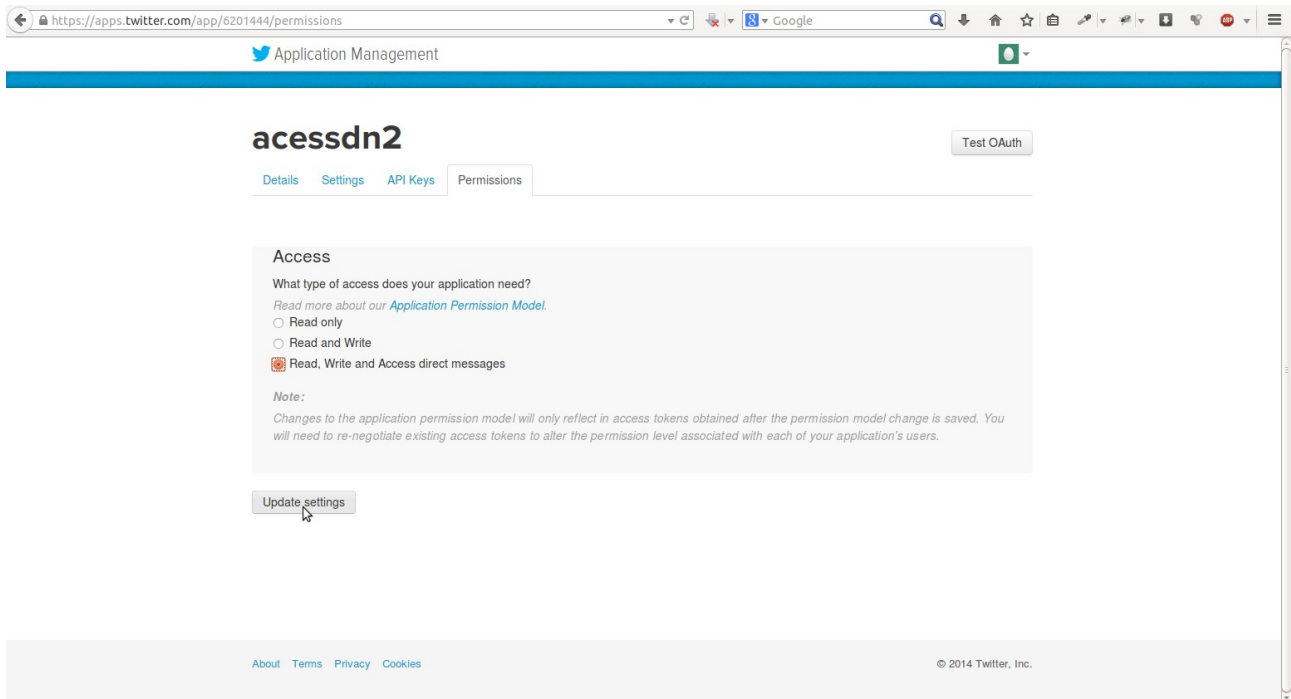 https://apps.twitter.com/app/6201444/permissions
Google
Application Management
acessdn2
Test OAuth
Details Settings API Keys Permissions
Access
What type of access does your application need?
Read more about our Application Permission Model.
Read only
Read and Write
Read, Write and Access direct messages
Note:
Changes to the application permission model will only reflect in access tokens obtained after the permission model change is saved. You
will need to re-negotiate existing access tokens to alter the permission level associated with each of your application's users.
Update settings
About Terms Privacy Cookies
© 2014 Twitter, Inc.